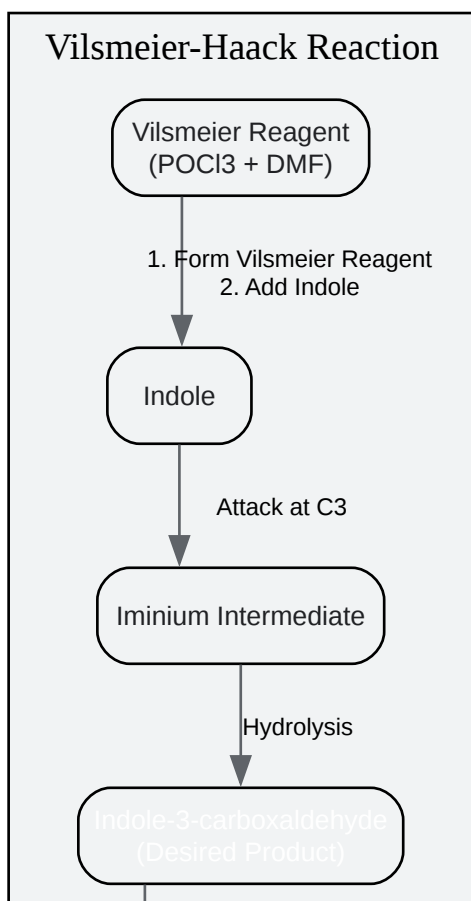 Vilsmeier-Haack Reaction
Vilsmeier Reagent
(POCl3 + DMF)
1. Form Vilsmeier Reagent
2. Add Indole
Indole
Attack at C3
Iminium Intermediate
Hydrolysis
Indole-3-carboxaldehyde
(Desired Product)